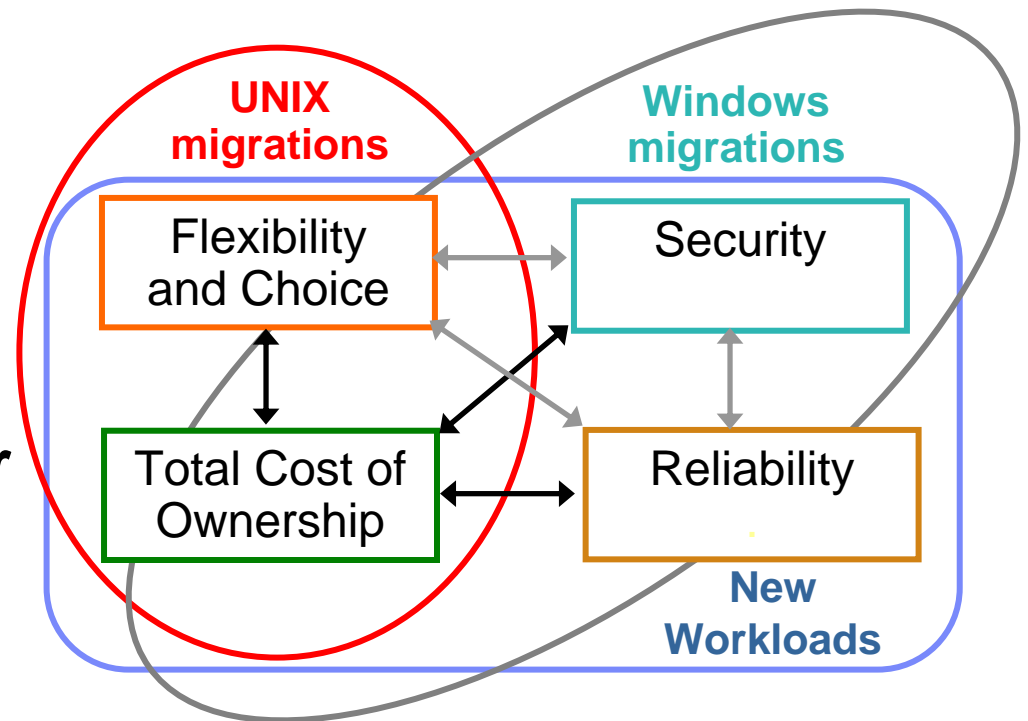 UNIX
migrations
Windows
migrations
Flexibility
and Choice
Security
Total Cost of
Ownership
Reliability
New
Workloads